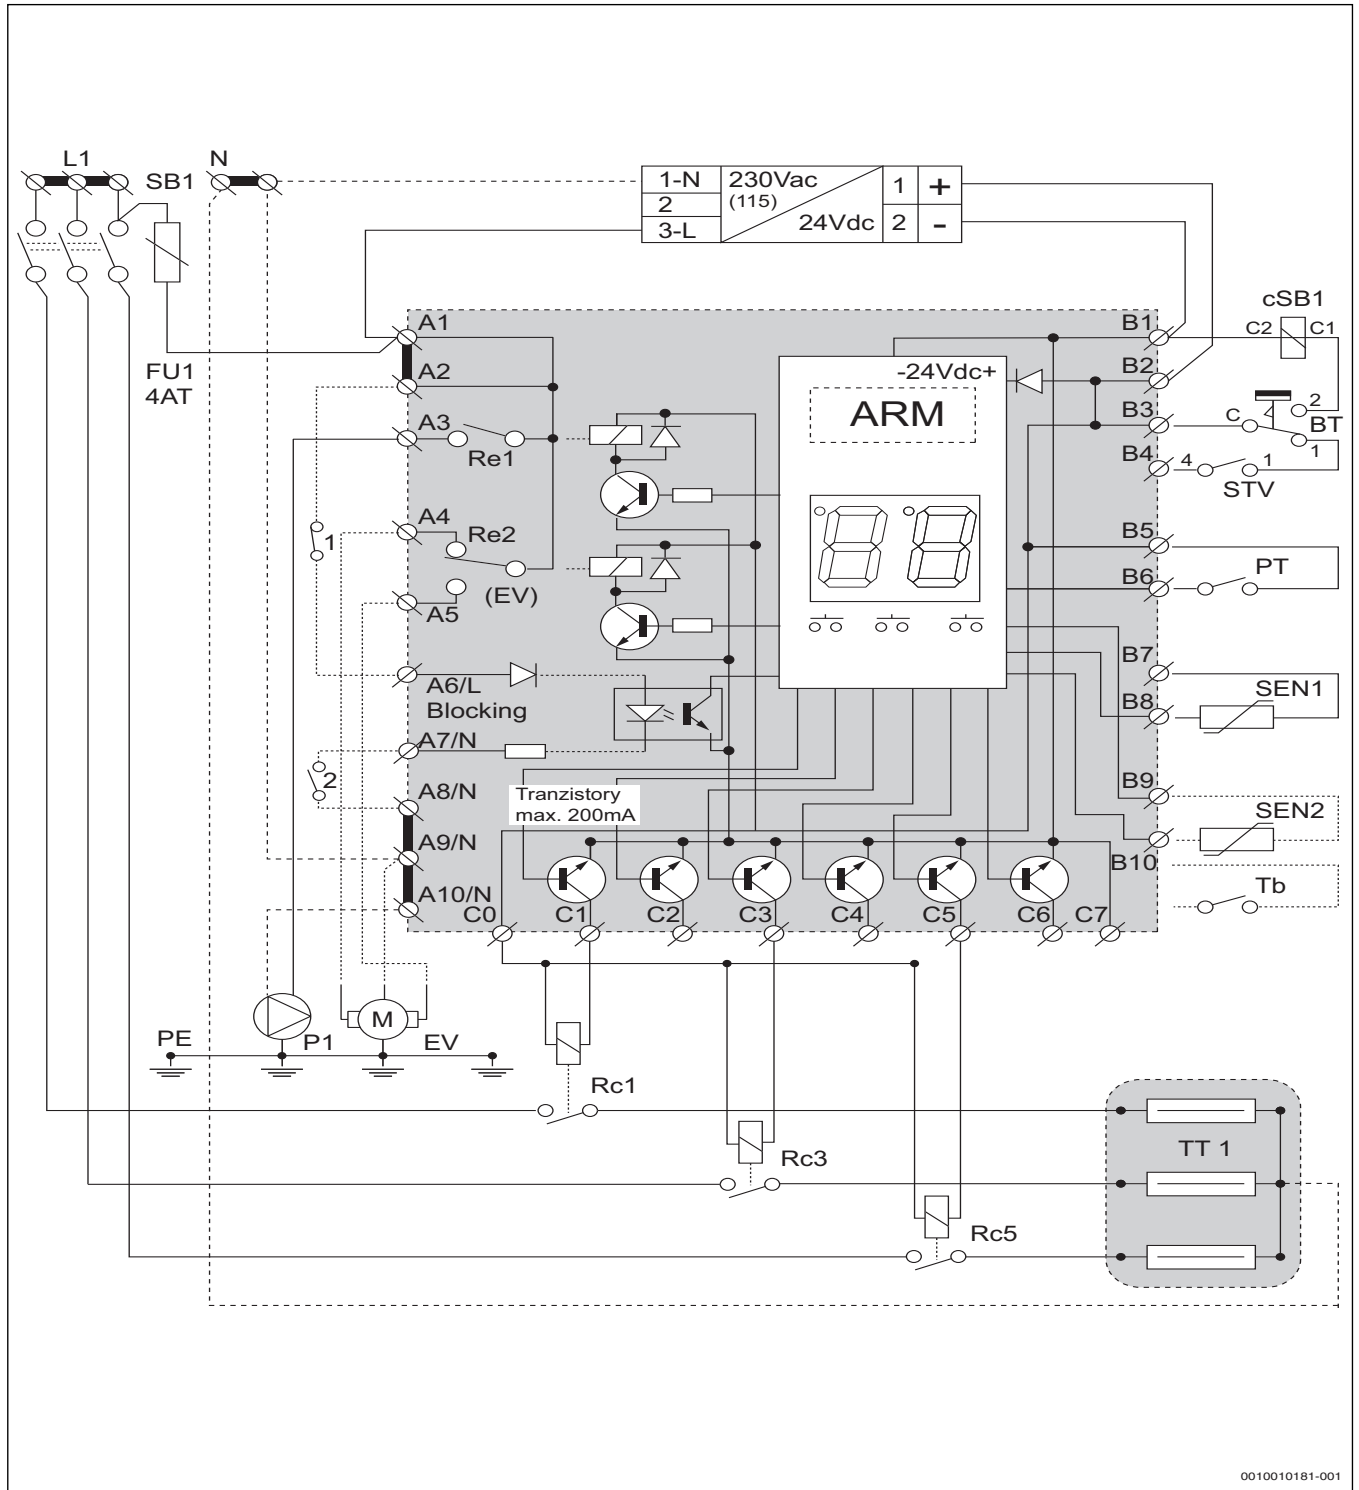 L1
SB1
N
FU1
4AT
1-N
2
3-L
230Vac
(115)
24Vdc
1
+
2
-
A1
A2
A3
Re1
A4
Re2
A5
(EV)
A6/L
Blocking
A7/N
A8/N
A9/N
A10/N
1
2
-24Vdc+
ARM
Tranzistory
max. 200mA
B1
B2
B3
B4
B5
B6
B7
B8
B9
B10
cSB1
C2
C1
C
2
BT
1
4
1
STV
PT
SEN1
SEN2
Tb
C0
C1
C2
C3
C4
C5
C6
C7
PE
P1
M
EV
Rc1
Rc3
Rc5
TT 1
0010010181-001